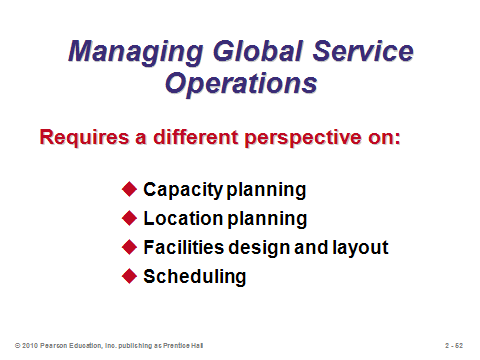 Managing Global Service
Operations
Requires a different perspective on:
Capacity planning
Location planning
Facilities design and layout
Scheduling
© 2010 Pearson Education, Inc. publishing as Prentice Hall
2 - 52